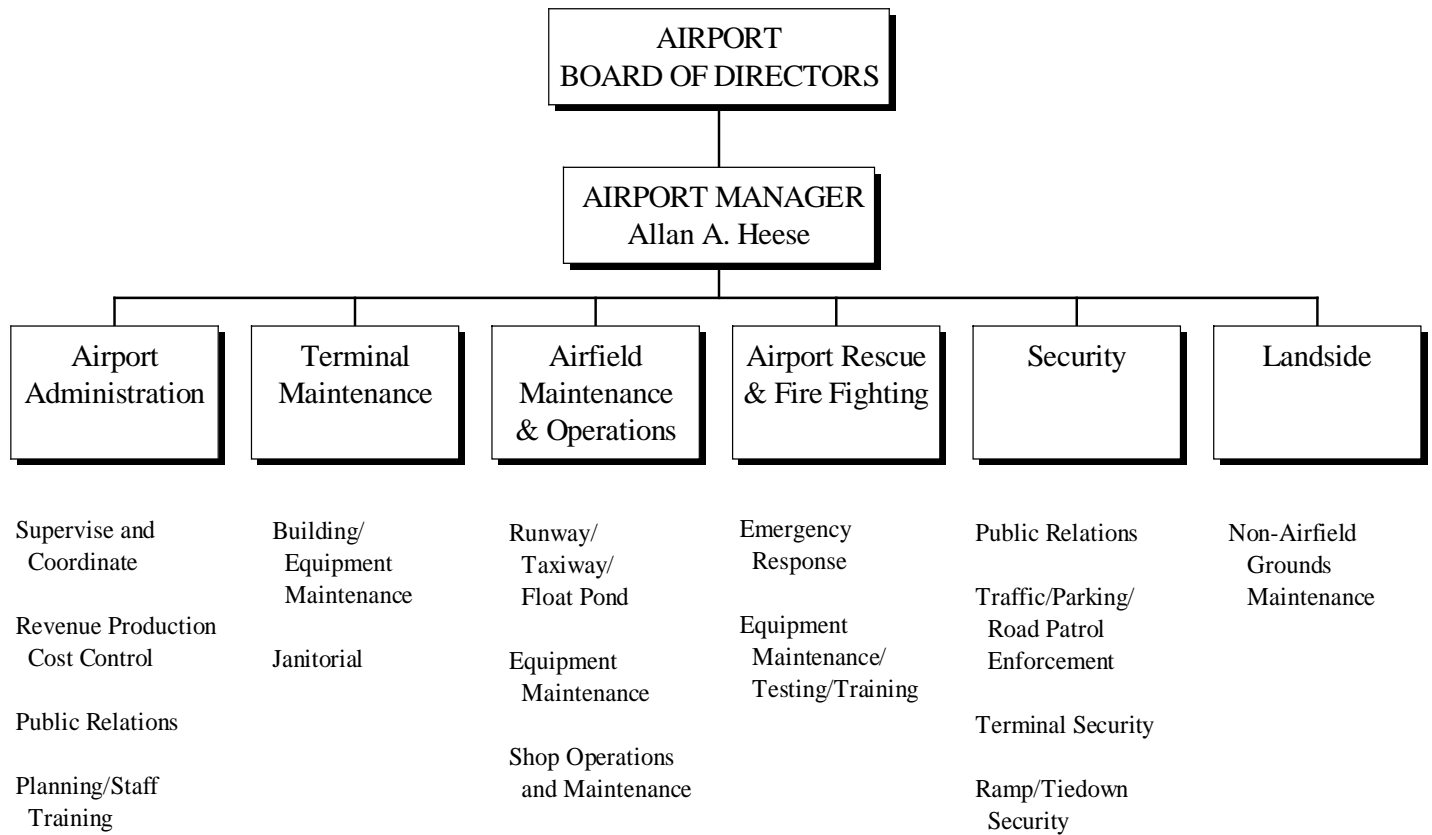 AIRPORT
BOARD OF DIRECTORS
AIRPORT MANAGER
Allan A. Heese
Airport
Administration
Terminal
Maintenance
Airfield
Maintenance
& Operations
Airport Rescue
& Fire Fighting
Security
Landside
Supervise and
Coordinate
Revenue Production
Cost Control
Public Relations
Planning/Staff
Training
Building/
Equipment
Maintenance
Janitorial
Runway/
Taxiway/
Float Pond
Equipment
Maintenance
Shop Operations
and Maintenance
Emergency
Response
Equipment
Maintenance/
Testing/Training
Public Relations
Traffic/Parking/
Road Patrol
Enforcement
Terminal Security
Ramp/Tiedown
Security
Non-Airfield
Grounds
Maintenance